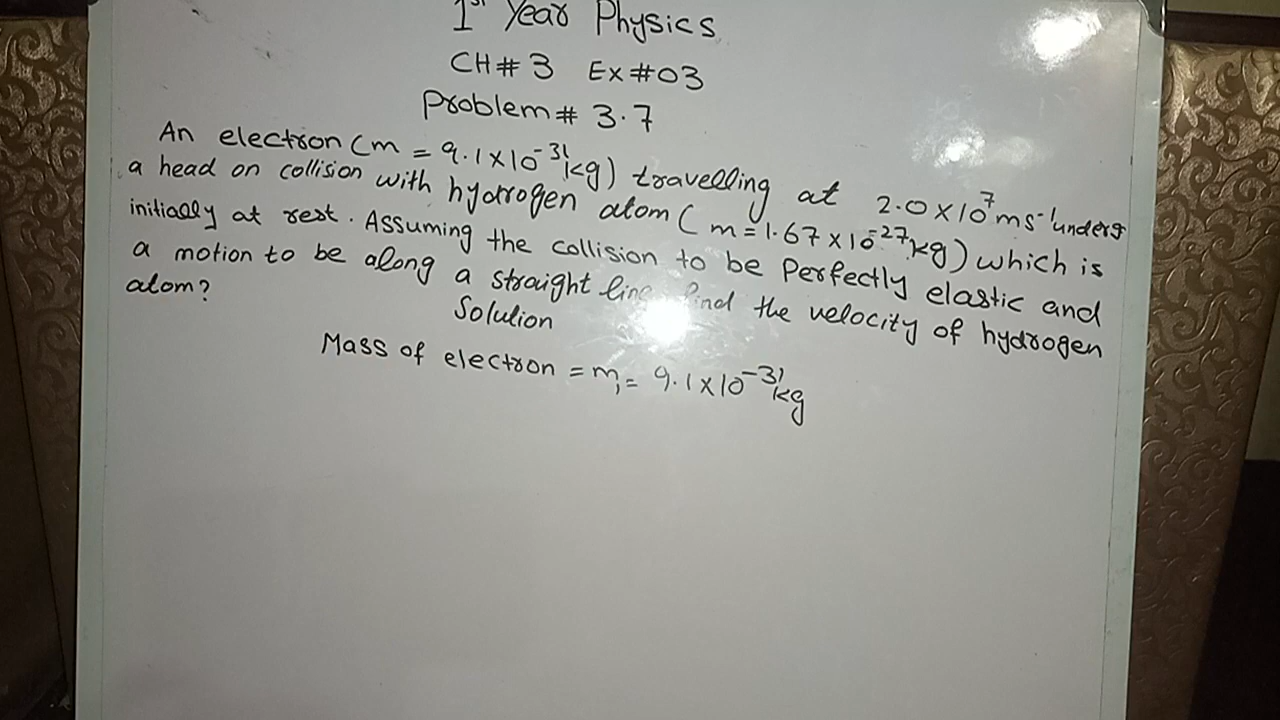 1st Year Physics
CH# 3 Ex#03
Problem# 3.7
An electron (m = 9.1×10⁻³¹kg) travelling at 2.0×10⁷ms⁻¹ underg
a head on collision with hydrogen atom (m=1.67×10⁻²⁷kg) which is
initially at rest. Assuming the collision to be Perfectly elastic and
a motion to be along a straight line find the velocity of hydrogen
atom?
Solution
Mass of electron = m₁ = 9.1×10⁻³¹kg